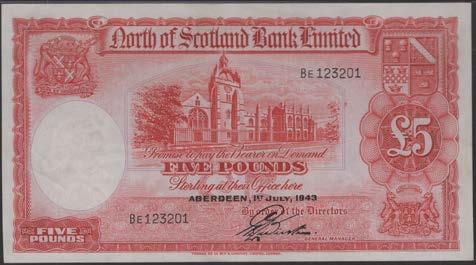 North of Scotland Bank Limited
BE 123201
£5
Promise to pay the Bearer on Demand
FIVE POUNDS
Sterling at their Office here
ABERDEEN, 1ST JULY, 1943
By order of the Directors
BE 123201
GENERAL MANAGER
FIVE
POUNDS